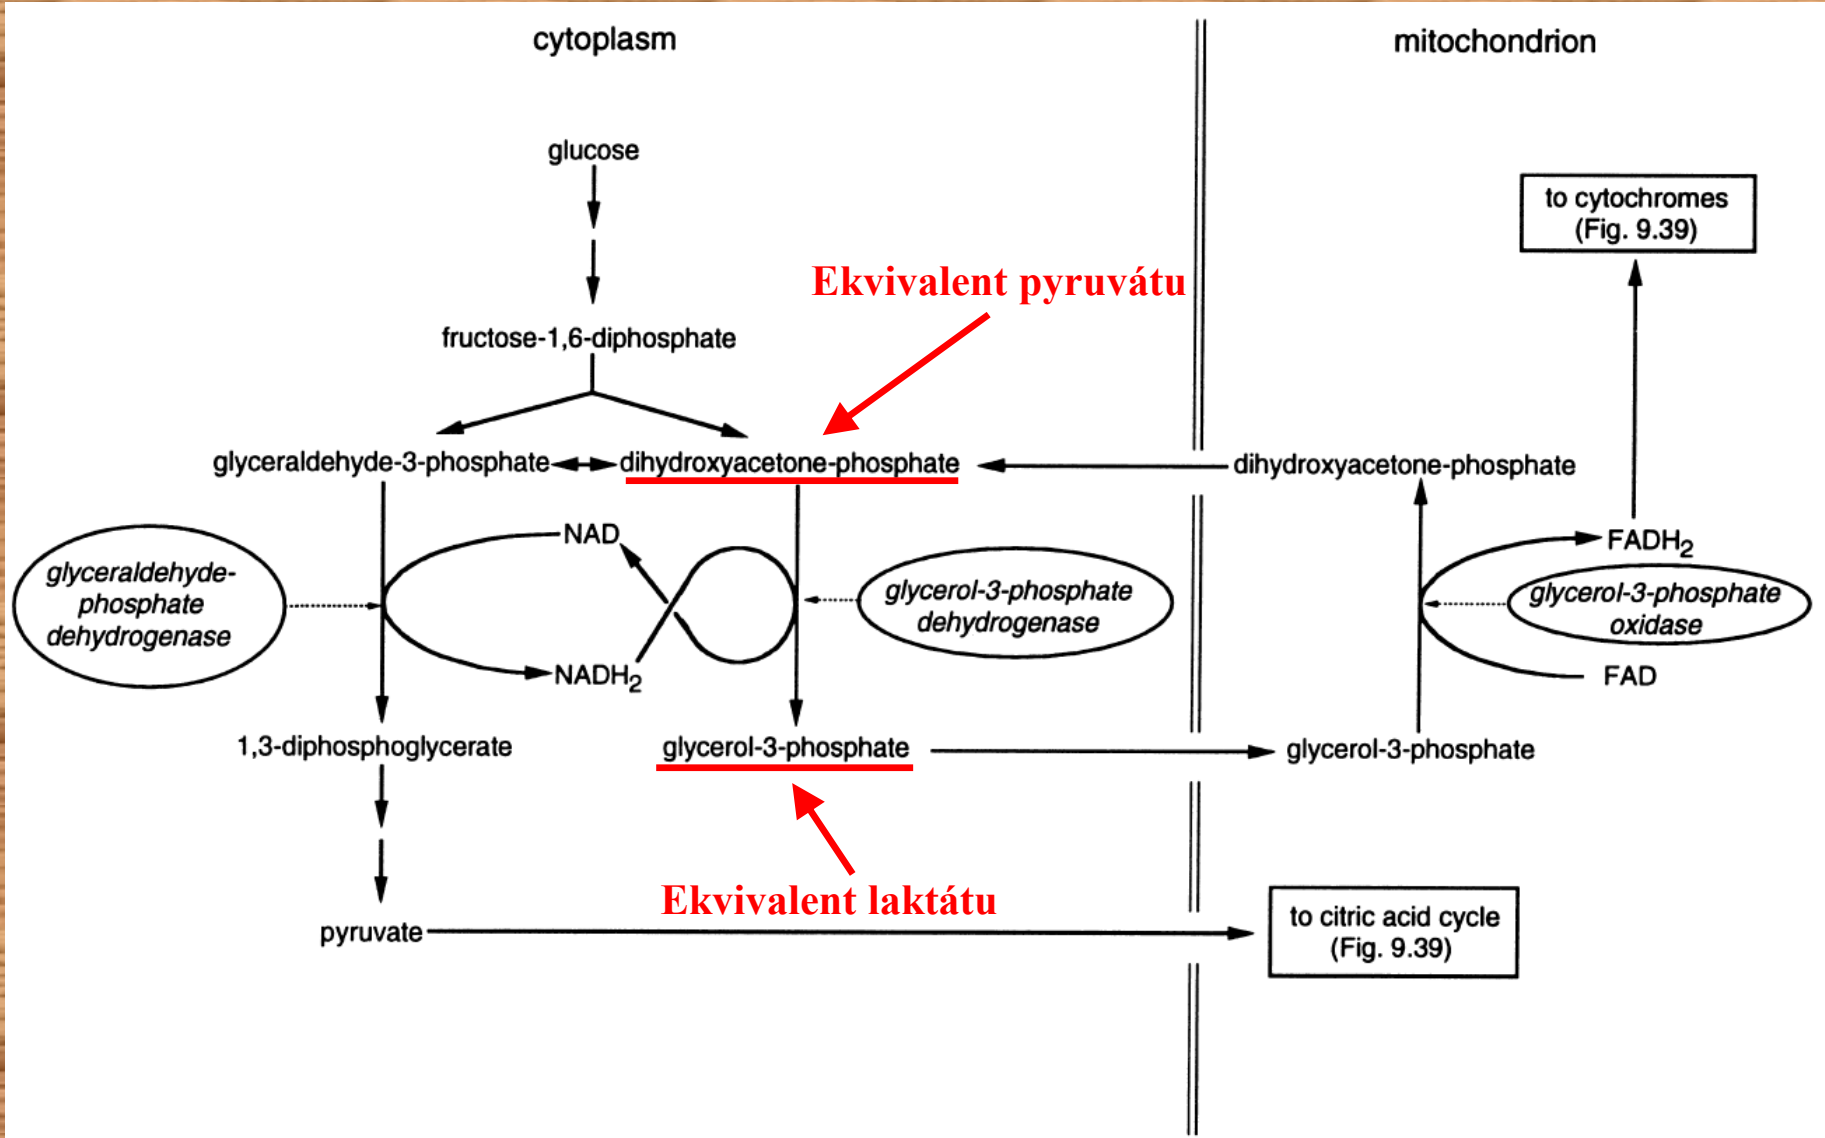 cytoplasm
mitochondrion
glucose
to cytochromes
(Fig. 9.39)
Ekvivalent pyruvátu
fructose-1,6-diphosphate
glyceraldehyde-3-phosphate
dihydroxyacetone-phosphate
dihydroxyacetone-phosphate
NAD
FADH2
glyceraldehyde-
phosphate
dehydrogenase
glycerol-3-phosphate
dehydrogenase
glycerol-3-phosphate
oxidase
NADH2
FAD
1,3-diphosphoglycerate
glycerol-3-phosphate
glycerol-3-phosphate
Ekvivalent laktátu
pyruvate
to citric acid cycle
(Fig. 9.39)